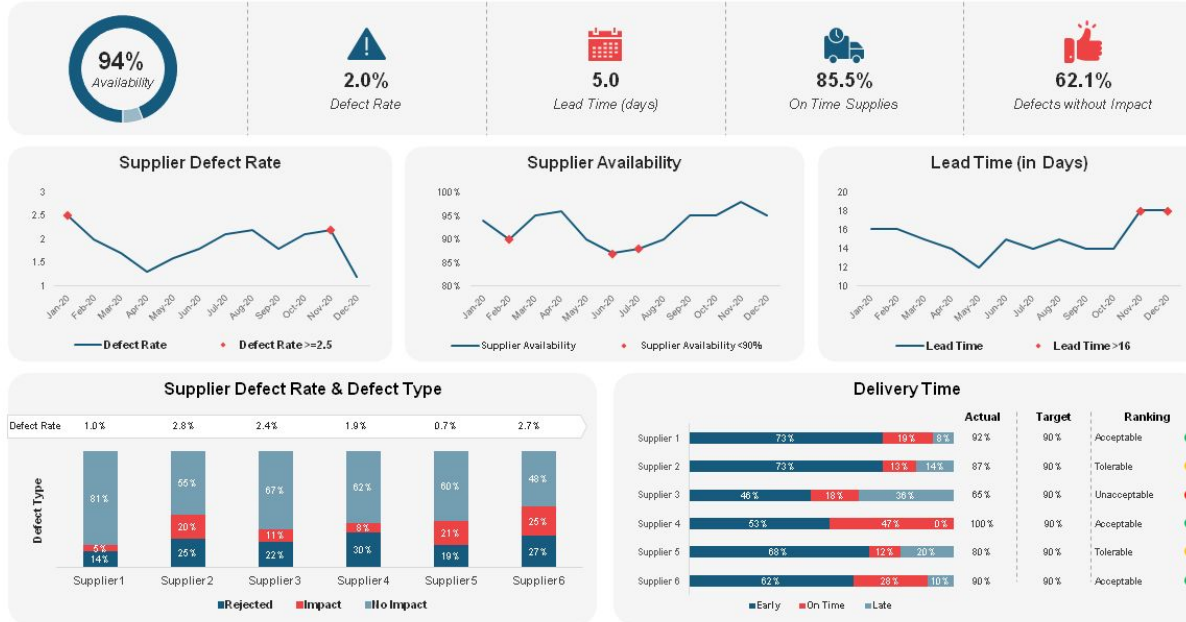 94%
Availability
2.0%
Defect Rate
5.0
Lead Time (days)
85.5%
On Time Supplies
62.1%
Defects without Impact
Supplier Defect Rate
3
2.5
2
1.5
1
Jan-20 Feb-20 Mar-20 Apr-20 May-20 Jun-20 Jul-20 Aug-20 Sep-20 Oct-20 Nov-20 Dec-20
Defect Rate Defect Rate >=2.5
Supplier Availability
100%
95%
90%
85%
80%
Jan-20 Feb-20 Mar-20 Apr-20 May-20 Jun-20 Jul-20 Aug-20 Sep-20 Oct-20 Nov-20 Dec-20
Supplier Availability Supplier Availability <90%
Lead Time (in Days)
20
18
16
14
12
10
Jan-20 Feb-20 Mar-20 Apr-20 May-20 Jun-20 Jul-20 Aug-20 Sep-20 Oct-20 Nov-20 Dec-20
Lead Time Lead Time >16
Supplier Defect Rate & Defect Type
Defect Rate 1.0% 2.8% 2.4% 1.9% 0.7% 2.7%
Defect Type
81% 55% 67% 62% 60% 48%
5% 20% 11% 8% 21% 25%
14% 25% 22% 30% 19% 27%
Supplier1 Supplier2 Supplier3 Supplier4 Supplier5 Supplier6
Rejected Impact No Impact
Delivery Time
Actual Target Ranking
Supplier 1 73% 19% 8% 92% 90% Acceptable
Supplier 2 73% 13% 14% 87% 90% Tolerable
Supplier 3 46% 18% 36% 65% 90% Unacceptable
Supplier 4 53% 47% 0% 100% 90% Acceptable
Supplier 5 68% 12% 20% 80% 90% Tolerable
Supplier 6 62% 28% 10% 90% 90% Acceptable
Early On Time Late